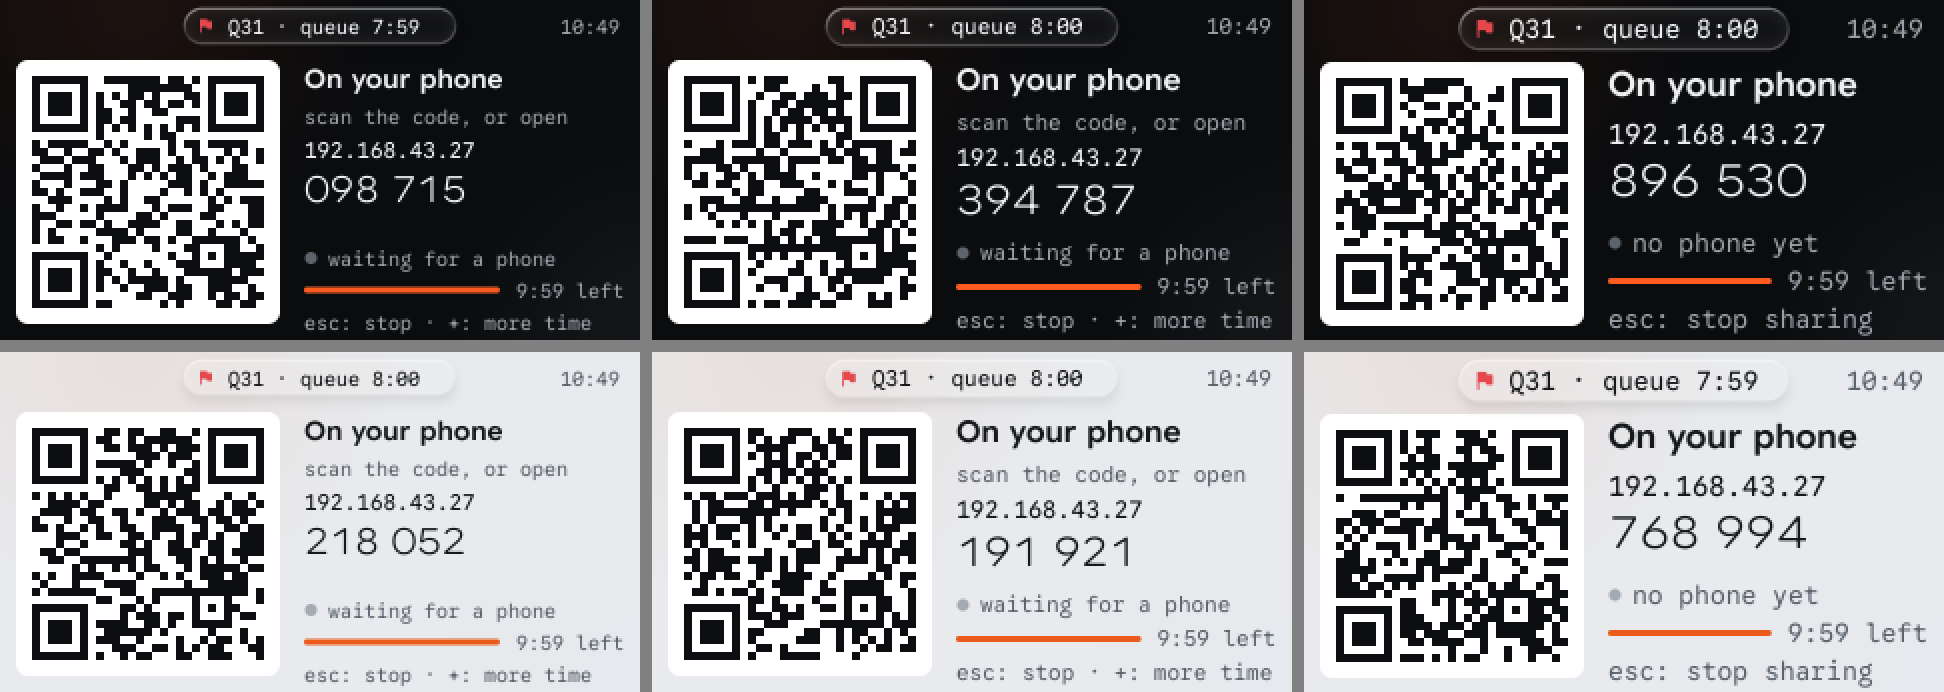 Q31 · queue 7:59
10:49
On your phone
scan the code, or open
192.168.43.27
098 715
waiting for a phone
9:59 left
esc: stop · +: more time
Q31 · queue 8:00
10:49
On your phone
scan the code, or open
192.168.43.27
394 787
waiting for a phone
9:59 left
esc: stop · +: more time
Q31 · queue 8:00
10:49
On your phone
192.168.43.27
896 530
no phone yet
9:59 left
esc: stop sharing
Q31 · queue 8:00
10:49
On your phone
scan the code, or open
192.168.43.27
218 052
waiting for a phone
9:59 left
esc: stop · +: more time
Q31 · queue 8:00
10:49
On your phone
scan the code, or open
192.168.43.27
191 921
waiting for a phone
9:59 left
esc: stop · +: more time
Q31 · queue 7:59
10:49
On your phone
192.168.43.27
768 994
no phone yet
9:59 left
esc: stop sharing